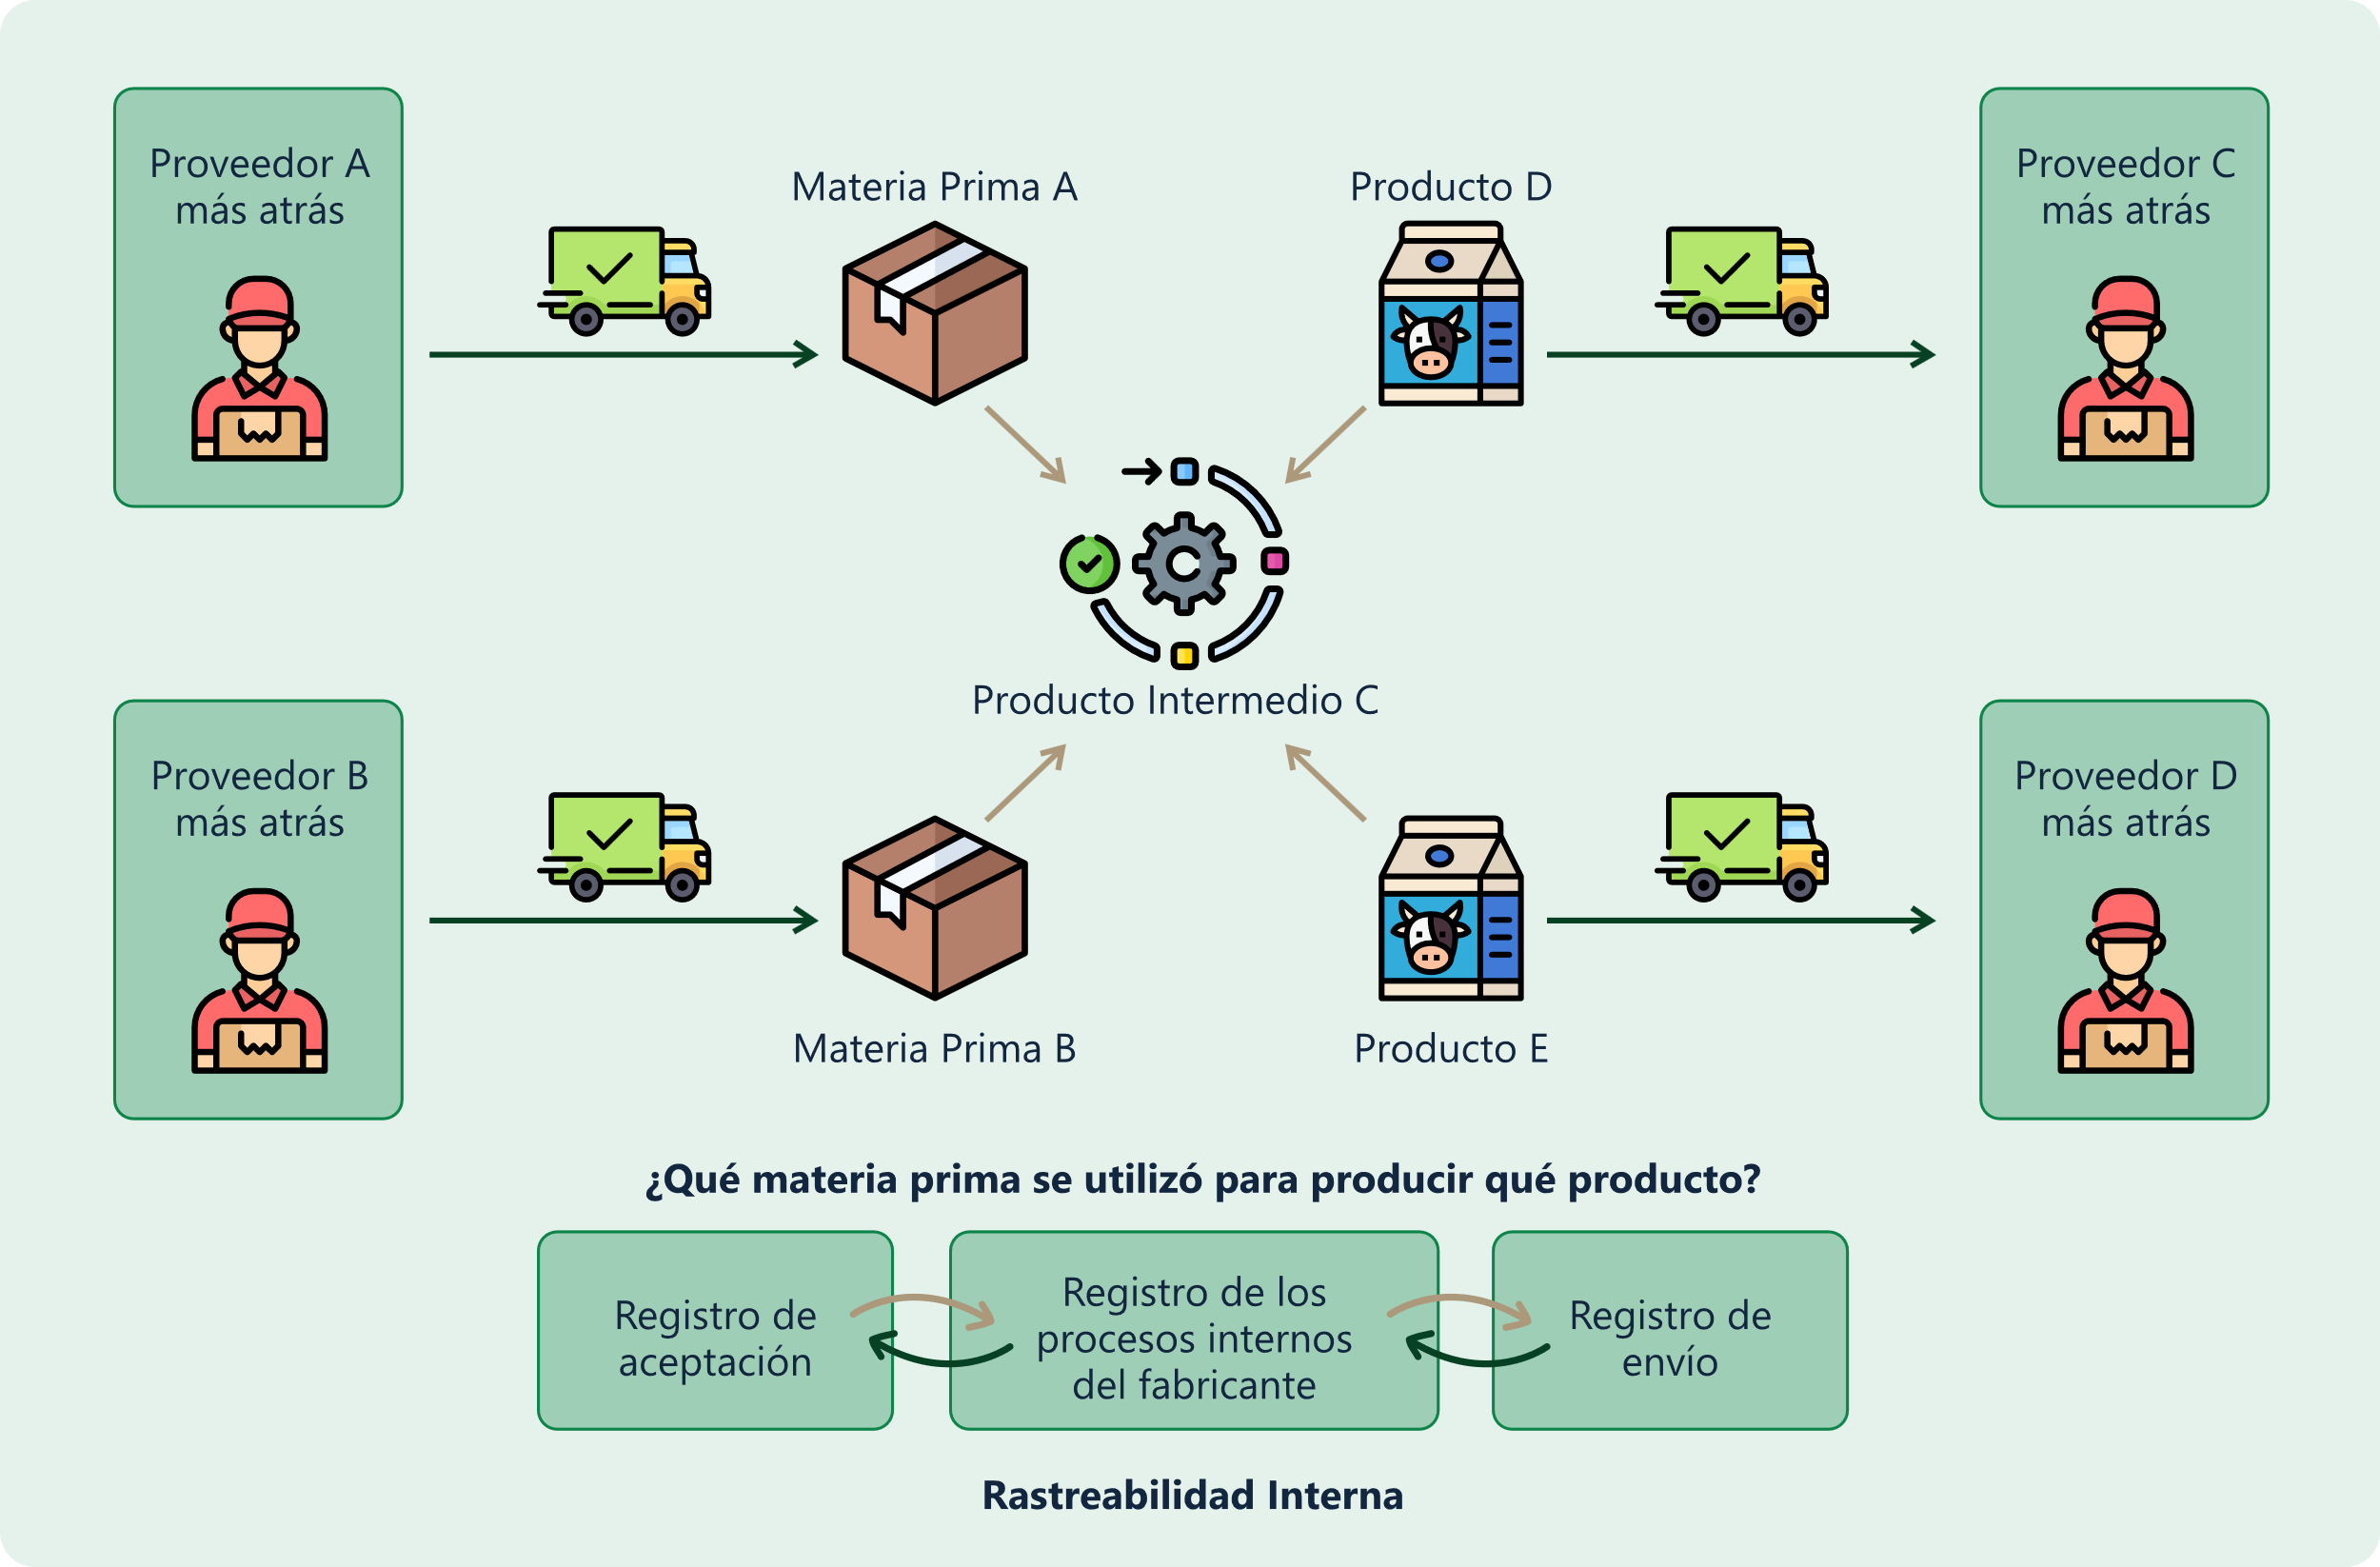 Proveedor A
más atrás
Materia Prima A
Producto D
Proveedor C
más atrás
Producto Intermedio C
Proveedor B
más atrás
Proveedor D
más atrás
Materia Prima B
Producto E
¿Qué materia prima se utilizó para producir qué producto?
Registro de
aceptación
Registro de los
procesos internos
del fabricante
Registro de
envío
Rastreabilidad Interna